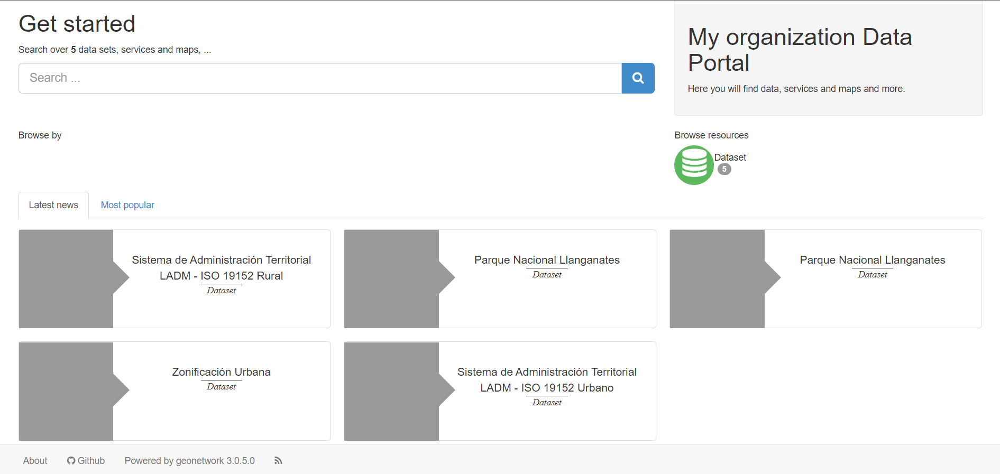 Get started
Search over 5 data sets, services and maps, ...
Search ...
My organization Data
Portal
Here you will find data, services and maps and more.
Browse by
Browse resources
Dataset
5
Latest news
Most popular
Sistema de Administración Territorial
LADM - ISO 19152 Rural
Dataset
Parque Nacional Llanganates
Dataset
Parque Nacional Llanganates
Dataset
Zonificación Urbana
Dataset
Sistema de Administración Territorial
LADM - ISO 19152 Urbano
Dataset
About
Github
Powered by geonetwork 3.0.5.0